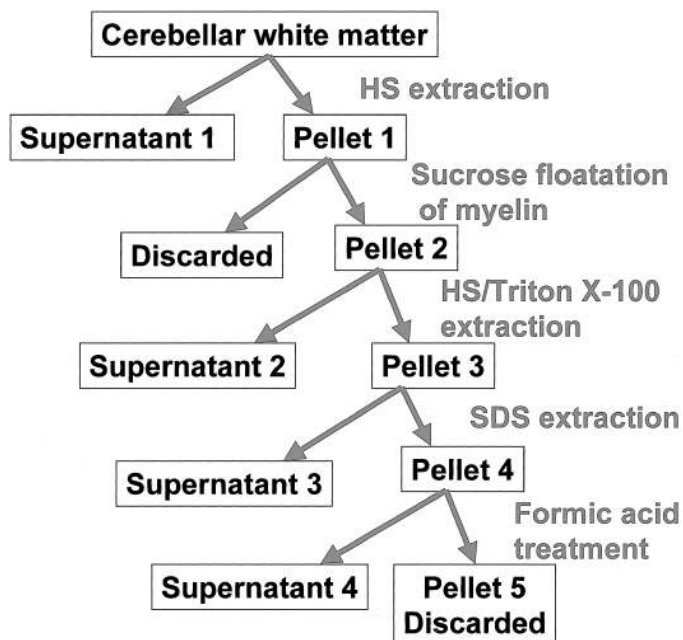 Cerebellar white matter
HS extraction
Supernatant 1
Pellet 1
Sucrose floatation
of myelin
Discarded
Pellet 2
HS/Triton X-100
extraction
Supernatant 2
Pellet 3
SDS extraction
Supernatant 3
Pellet 4
Formic acid
treatment
Supernatant 4
Pellet 5
Discarded